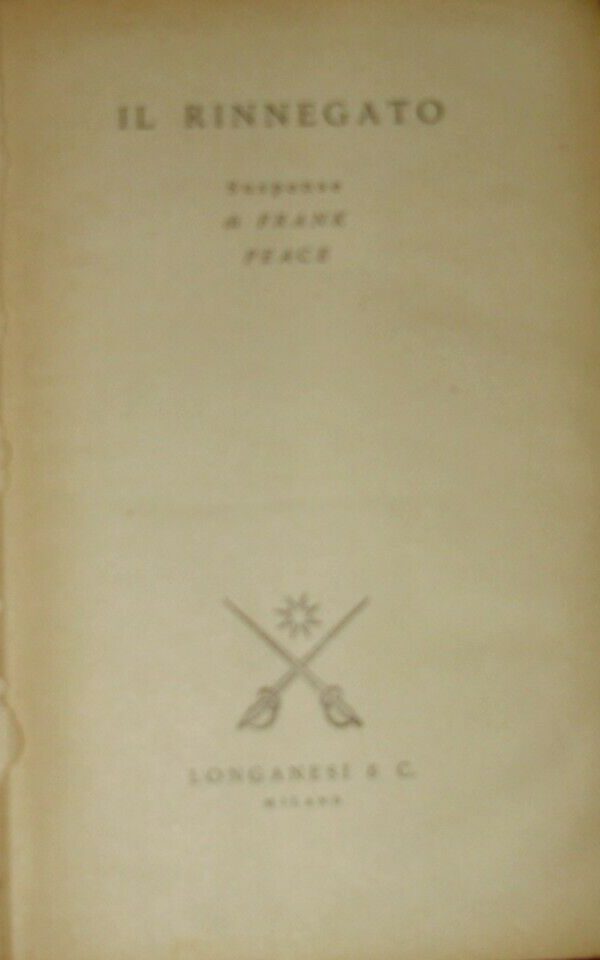 IL RINNEGATO
Suspense
di FRANK
PEACE
LONGANESI & C.
MILANO